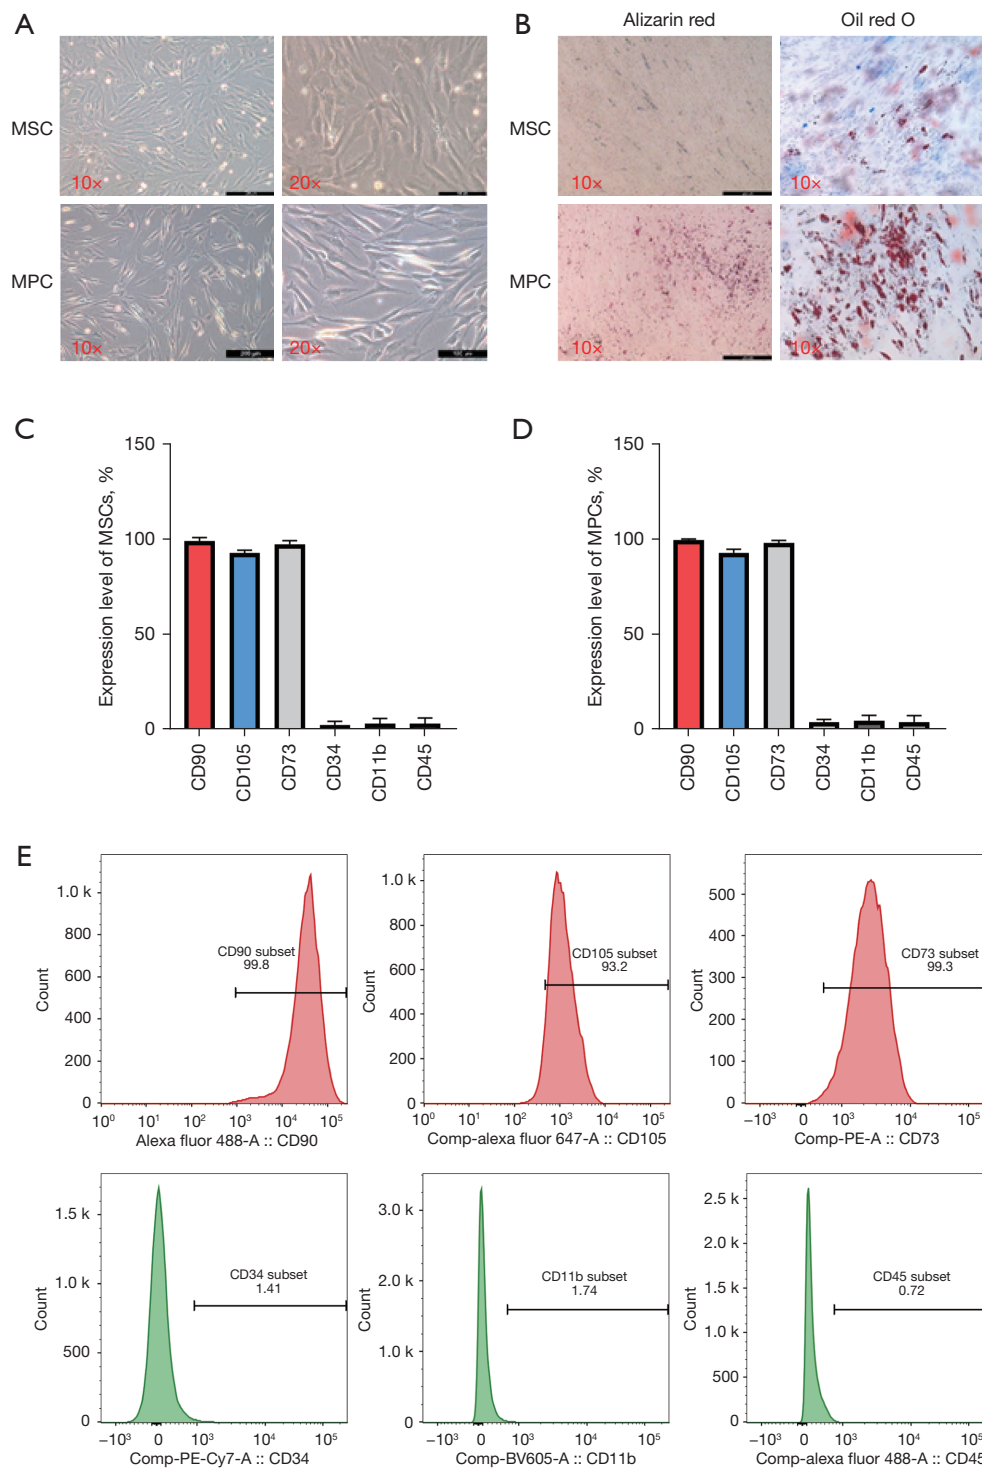 A
B
Alizarin red
Oil red O
MSC
10×
20×
MSC
10×
10×
MPC
10×
200 μm
20×
100 μm
MPC
10×
10×
C
Expression level of MSCs, %
150
100
50
0
CD90
CD105
CD73
CD34
CD11b
CD45
D
Expression level of MPCs, %
150
100
50
0
CD90
CD105
CD73
CD34
CD11b
CD45
E
Count
1.0 k
800
600
400
200
0
CD90 subset
99.8
10⁰ 10¹ 10² 10³ 10⁴ 10⁵
Alexa fluor 488-A :: CD90
Count
1.0 k
800
600
400
200
0
CD105 subset
93.2
10⁰ 10¹ 10² 10³ 10⁴ 10⁵
Comp-alexa fluor 647-A :: CD105
Count
500
400
300
200
100
0
CD73 subset
99.3
−10³ 0 10³ 10⁴ 10⁵
Comp-PE-A :: CD73
Count
1.5 k
1.0 k
500
0
CD34 subset
1.41
−10³ 0 10³ 10⁴ 10⁵
Comp-PE-Cy7-A :: CD34
Count
3.0 k
2.0 k
1.0 k
0
CD11b subset
1.74
−10³ 0 10³ 10⁴ 10⁵
Comp-BV605-A :: CD11b
Count
2.5 k
2.0 k
1.5 k
1.0 k
500
0
CD45 subset
0.72
−10³ 0 10³ 10⁴ 10⁵
Comp-alexa fluor 488-A :: CD45